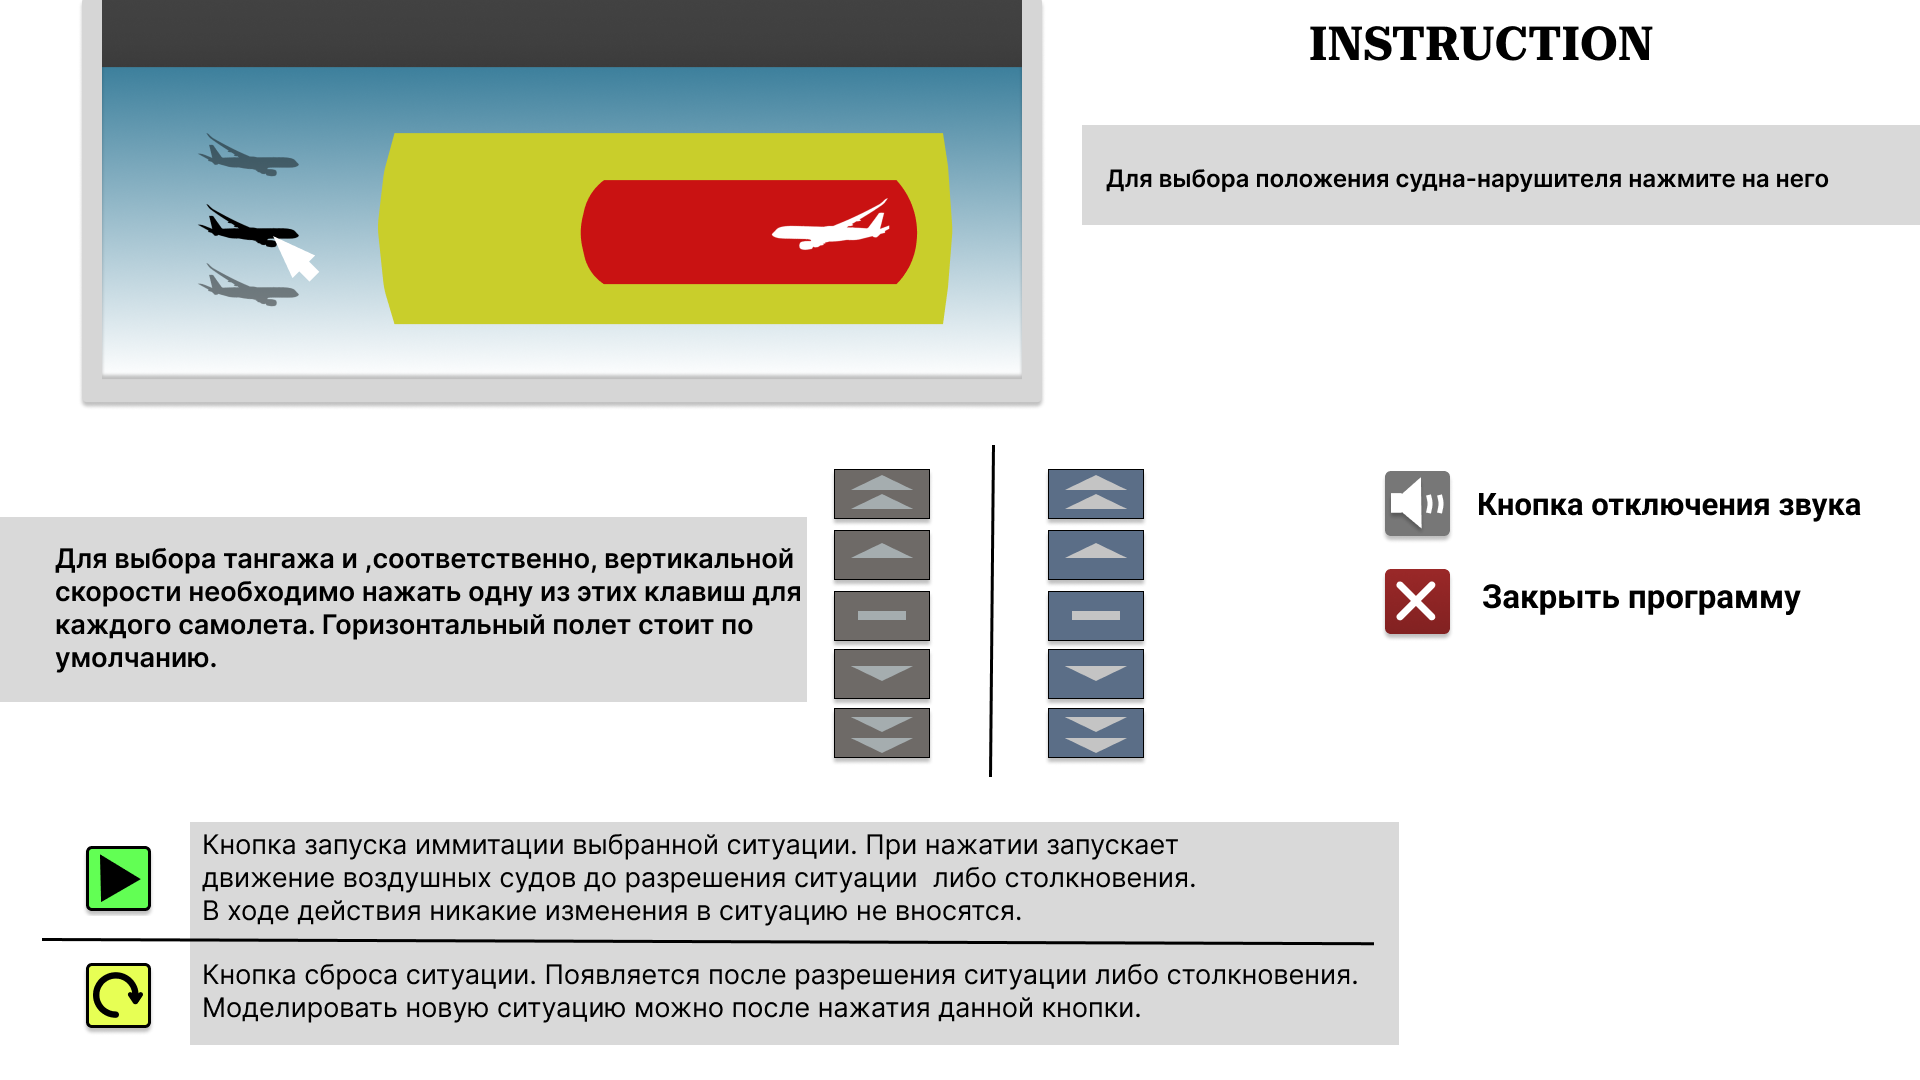 INSTRUCTION
Для выбора положения судна-нарушителя нажмите на него
Для выбора тангажа и ,соответственно, вертикальной
скорости необходимо нажать одну из этих клавиш для
каждого самолета. Горизонтальный полет стоит по
умолчанию.
Кнопка отключения звука
Закрыть программу
Кнопка запуска иммитации выбранной ситуации. При нажатии запускает
движение воздушных судов до разрешения ситуации  либо столкновения.
В ходе действия никакие изменения в ситуацию не вносятся.
Кнопка сброса ситуации. Появляется после разрешения ситуации либо столкновения.
Моделировать новую ситуацию можно после нажатия данной кнопки.